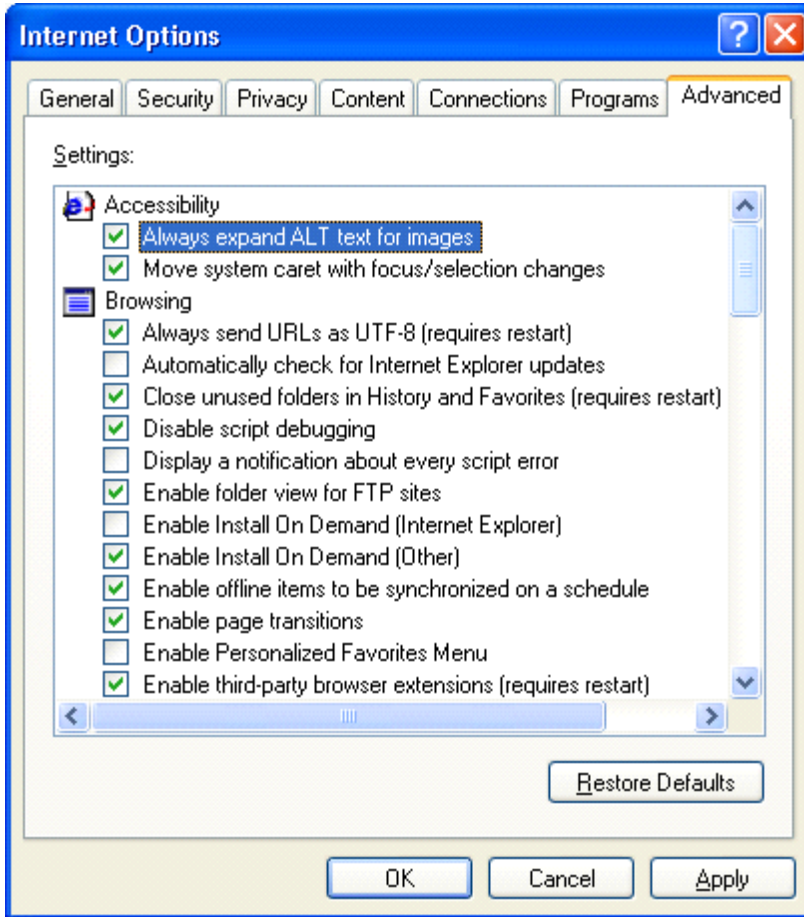 Internet Options
General Security Privacy Content Connections Programs Advanced
Settings:
Accessibility
Always expand ALT text for images
Move system caret with focus/selection changes
Browsing
Always send URLs as UTF-8 (requires restart)
Automatically check for Internet Explorer updates
Close unused folders in History and Favorites (requires restart)
Disable script debugging
Display a notification about every script error
Enable folder view for FTP sites
Enable Install On Demand (Internet Explorer)
Enable Install On Demand (Other)
Enable offline items to be synchronized on a schedule
Enable page transitions
Enable Personalized Favorites Menu
Enable third-party browser extensions (requires restart)
Restore Defaults
OK Cancel Apply